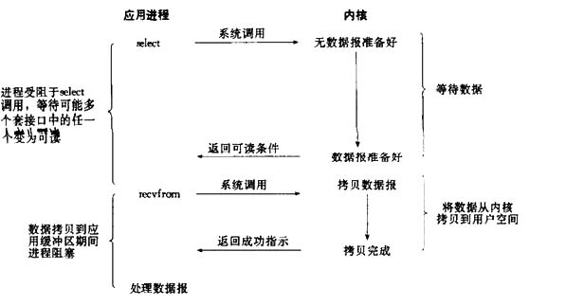 应用进程
内核
select
系统调用
无数据报准备好
进程受阻于select
调用，等待可能多
个套接口中的任一
个变为可读
等待数据
返回可读条件
数据报准备好
recvfrom
系统调用
拷贝数据报
数据拷贝到应
用缓冲区期间
进程阻塞
将数据从内核
拷贝到用户空间
返回成功指示
拷贝完成
处理数据报